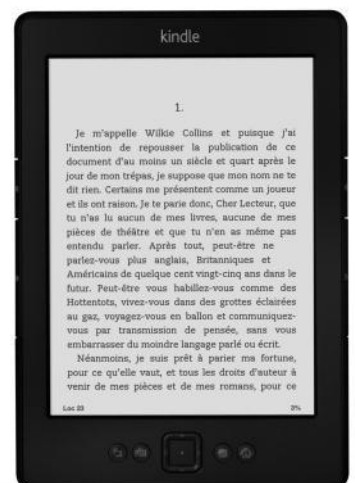 kindle
1.
Je m'appelle Wilkie Collins et puisque j'ai
l'intention de repousser la publication de ce
document d'au moins un siècle et quart après le
jour de mon trépas, je suppose que mon nom ne te
dit rien. Certains me présentent comme un joueur
et ils ont raison. Je te parie donc, Cher Lecteur, que
tu n'as lu aucun de mes livres, aucune de mes
pièces de théâtre et que tu n'en as même pas
entendu parler. Après tout, peut-être ne
parlez-vous plus anglais, Britanniques et
Américains de quelque cent vingt-cinq ans dans le
futur. Peut-être vous habillez-vous comme des
Hottentots, vivez-vous dans des grottes éclairées
au gaz, voyagez-vous en ballon et communiquez-
vous par transmission de pensée, sans vous
embarrasser du moindre langage parlé ou écrit.
Néanmoins, je suis prêt à parier ma fortune,
pour ce qu'elle vaut, et tous les droits d'auteur à
venir de mes pièces et de mes romans, pour ce
Loc 23 2%